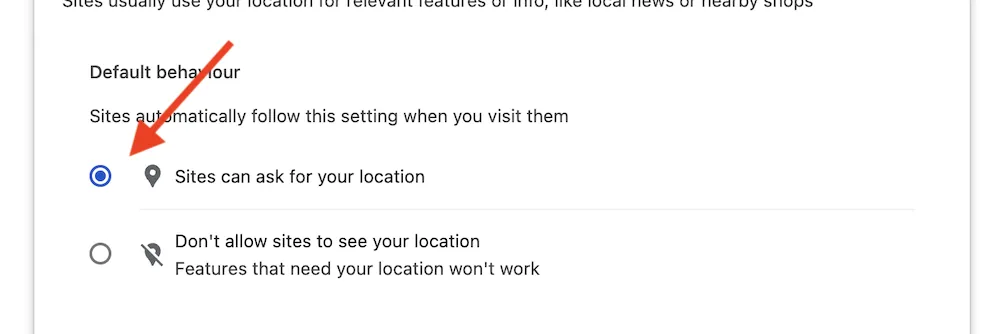 Sites usually use your location for relevant features or info, like local news or nearby shops
Default behaviour
Sites automatically follow this setting when you visit them
Sites can ask for your location
Don't allow sites to see your location
Features that need your location won't work